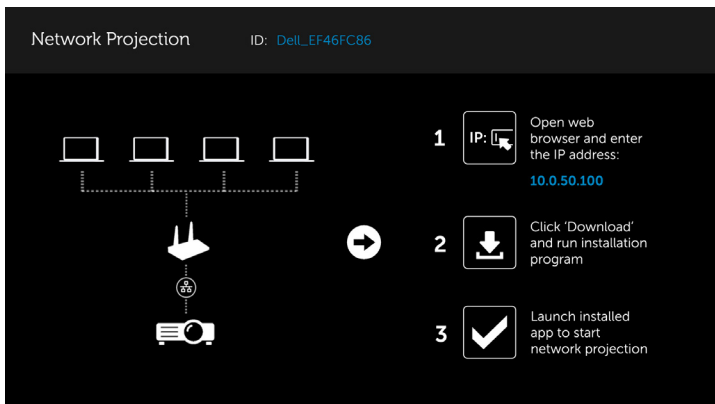 Network Projection ID: Dell_EF46FC86
1
IP:
Open web
browser and enter
the IP address:
10.0.50.100
2
Click ‘Download’
and run installation
program
3
Launch installed
app to start
network projection